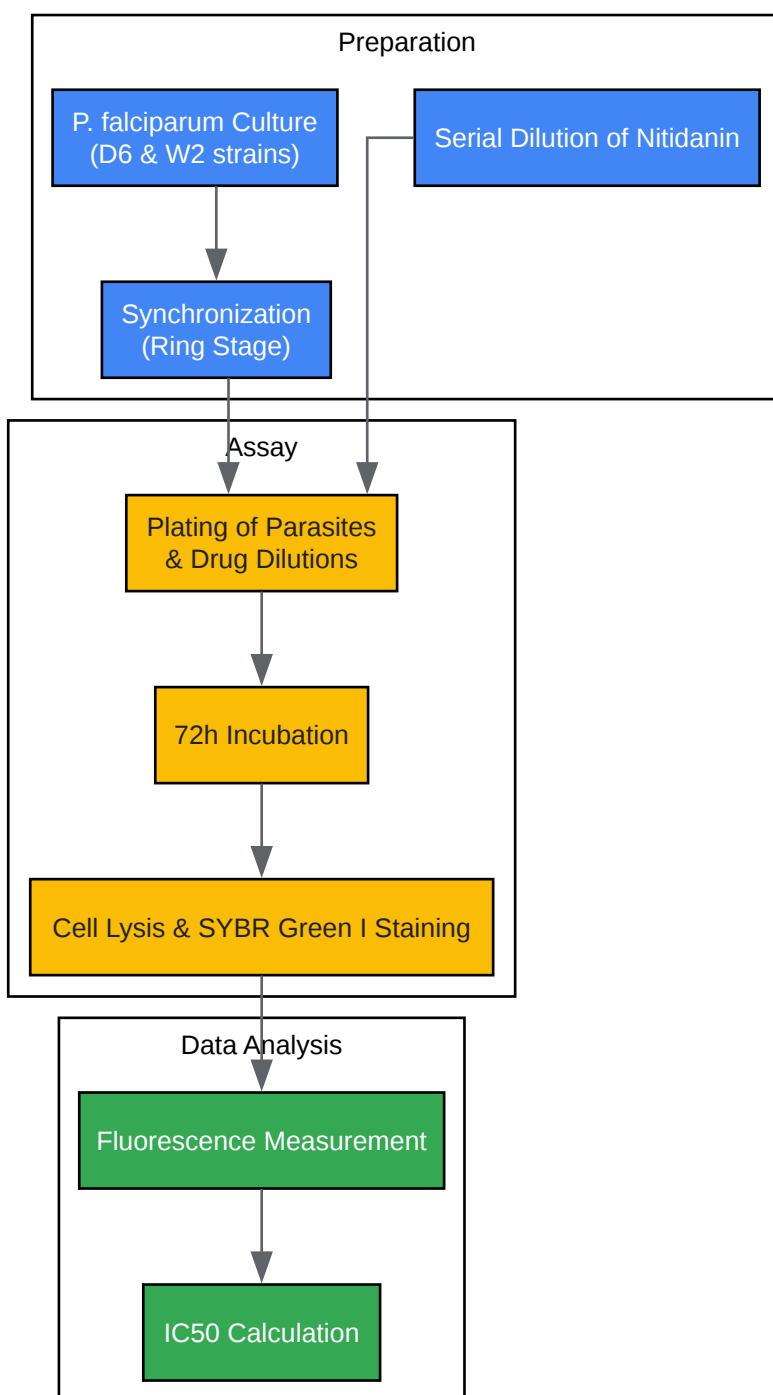 Preparation
P. falciparum Culture
(D6 & W2 strains)
Serial Dilution of Nitidanin
Synchronization
(Ring Stage)
Assay
Plating of Parasites
& Drug Dilutions
72h Incubation
Cell Lysis & SYBR Green I Staining
Data Analysis
Fluorescence Measurement
IC50 Calculation